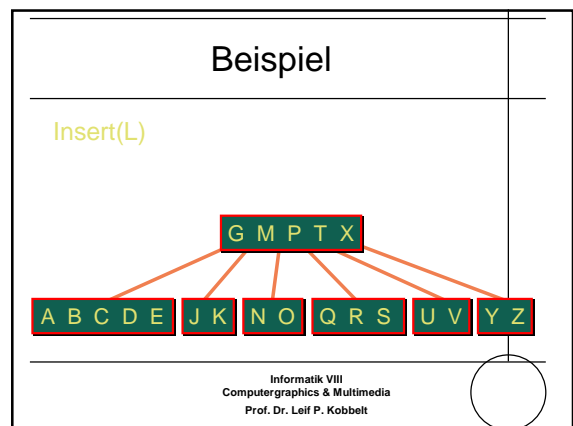 Beispiel
Insert(L)
G M P T X
A B C D E J K N O Q R S U V Y Z
Informatik VIII
Computergraphics & Multimedia
Prof. Dr. Leif P. Kobbelt